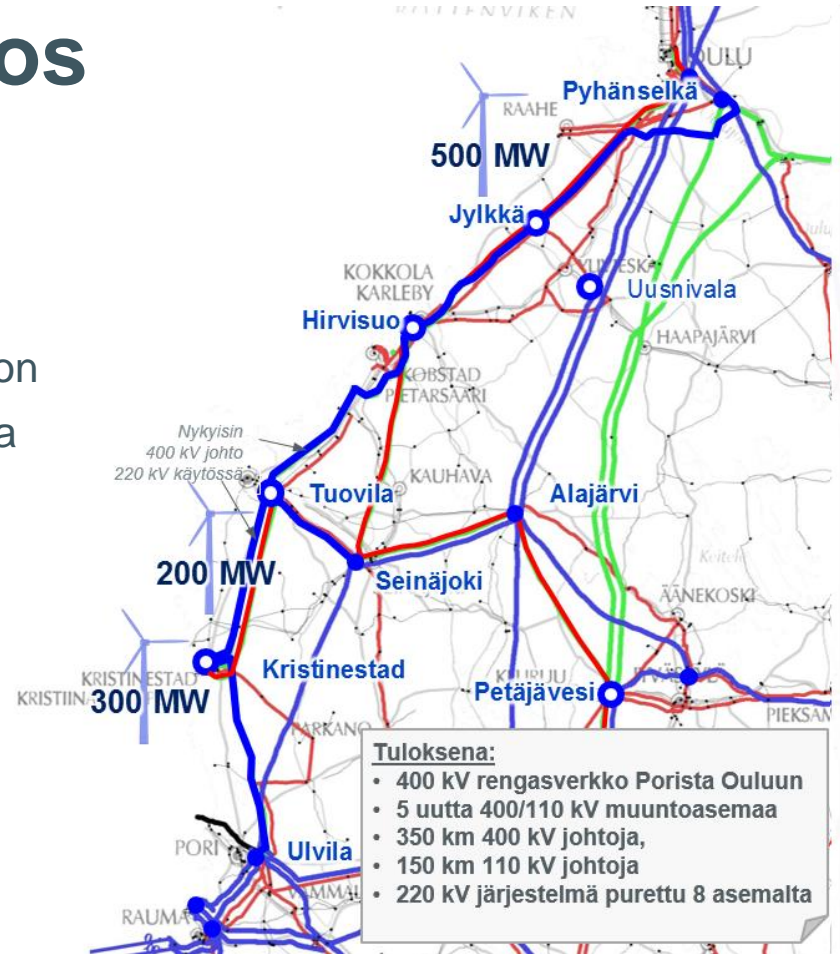 os
on
a
OULU
Pyhänselkä
RAAHE
500 MW
Jylkkä
KOKKOLA
KARLEBY
Uusnivala
Hirvisuo
HAAPAJÄRVI
PIETARSAARI
Nykyisin
400 kV johto
220 kV käytössä
KAUHAVA
Tuovila
Alajärvi
200 MW
Seinäjoki
ÄÄNEKOSKI
Kristinestad
KRISTINESTAD
300 MW
Petäjävesi
PIEKSÄM
PARKANO
Tuloksena:
• 400 kV rengasverkko Porista Ouluun
• 5 uutta 400/110 kV muuntoasemaa
• 350 km 400 kV johtoja,
• 150 km 110 kV johtoja
• 220 kV järjestelmä purettu 8 asemalta
PORI
Ulvila
RAUMA